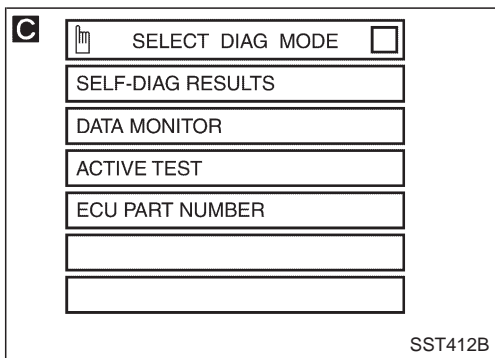 C
SELECT DIAG MODE
SELF-DIAG RESULTS
DATA MONITOR
ACTIVE TEST
ECU PART NUMBER
SST412B